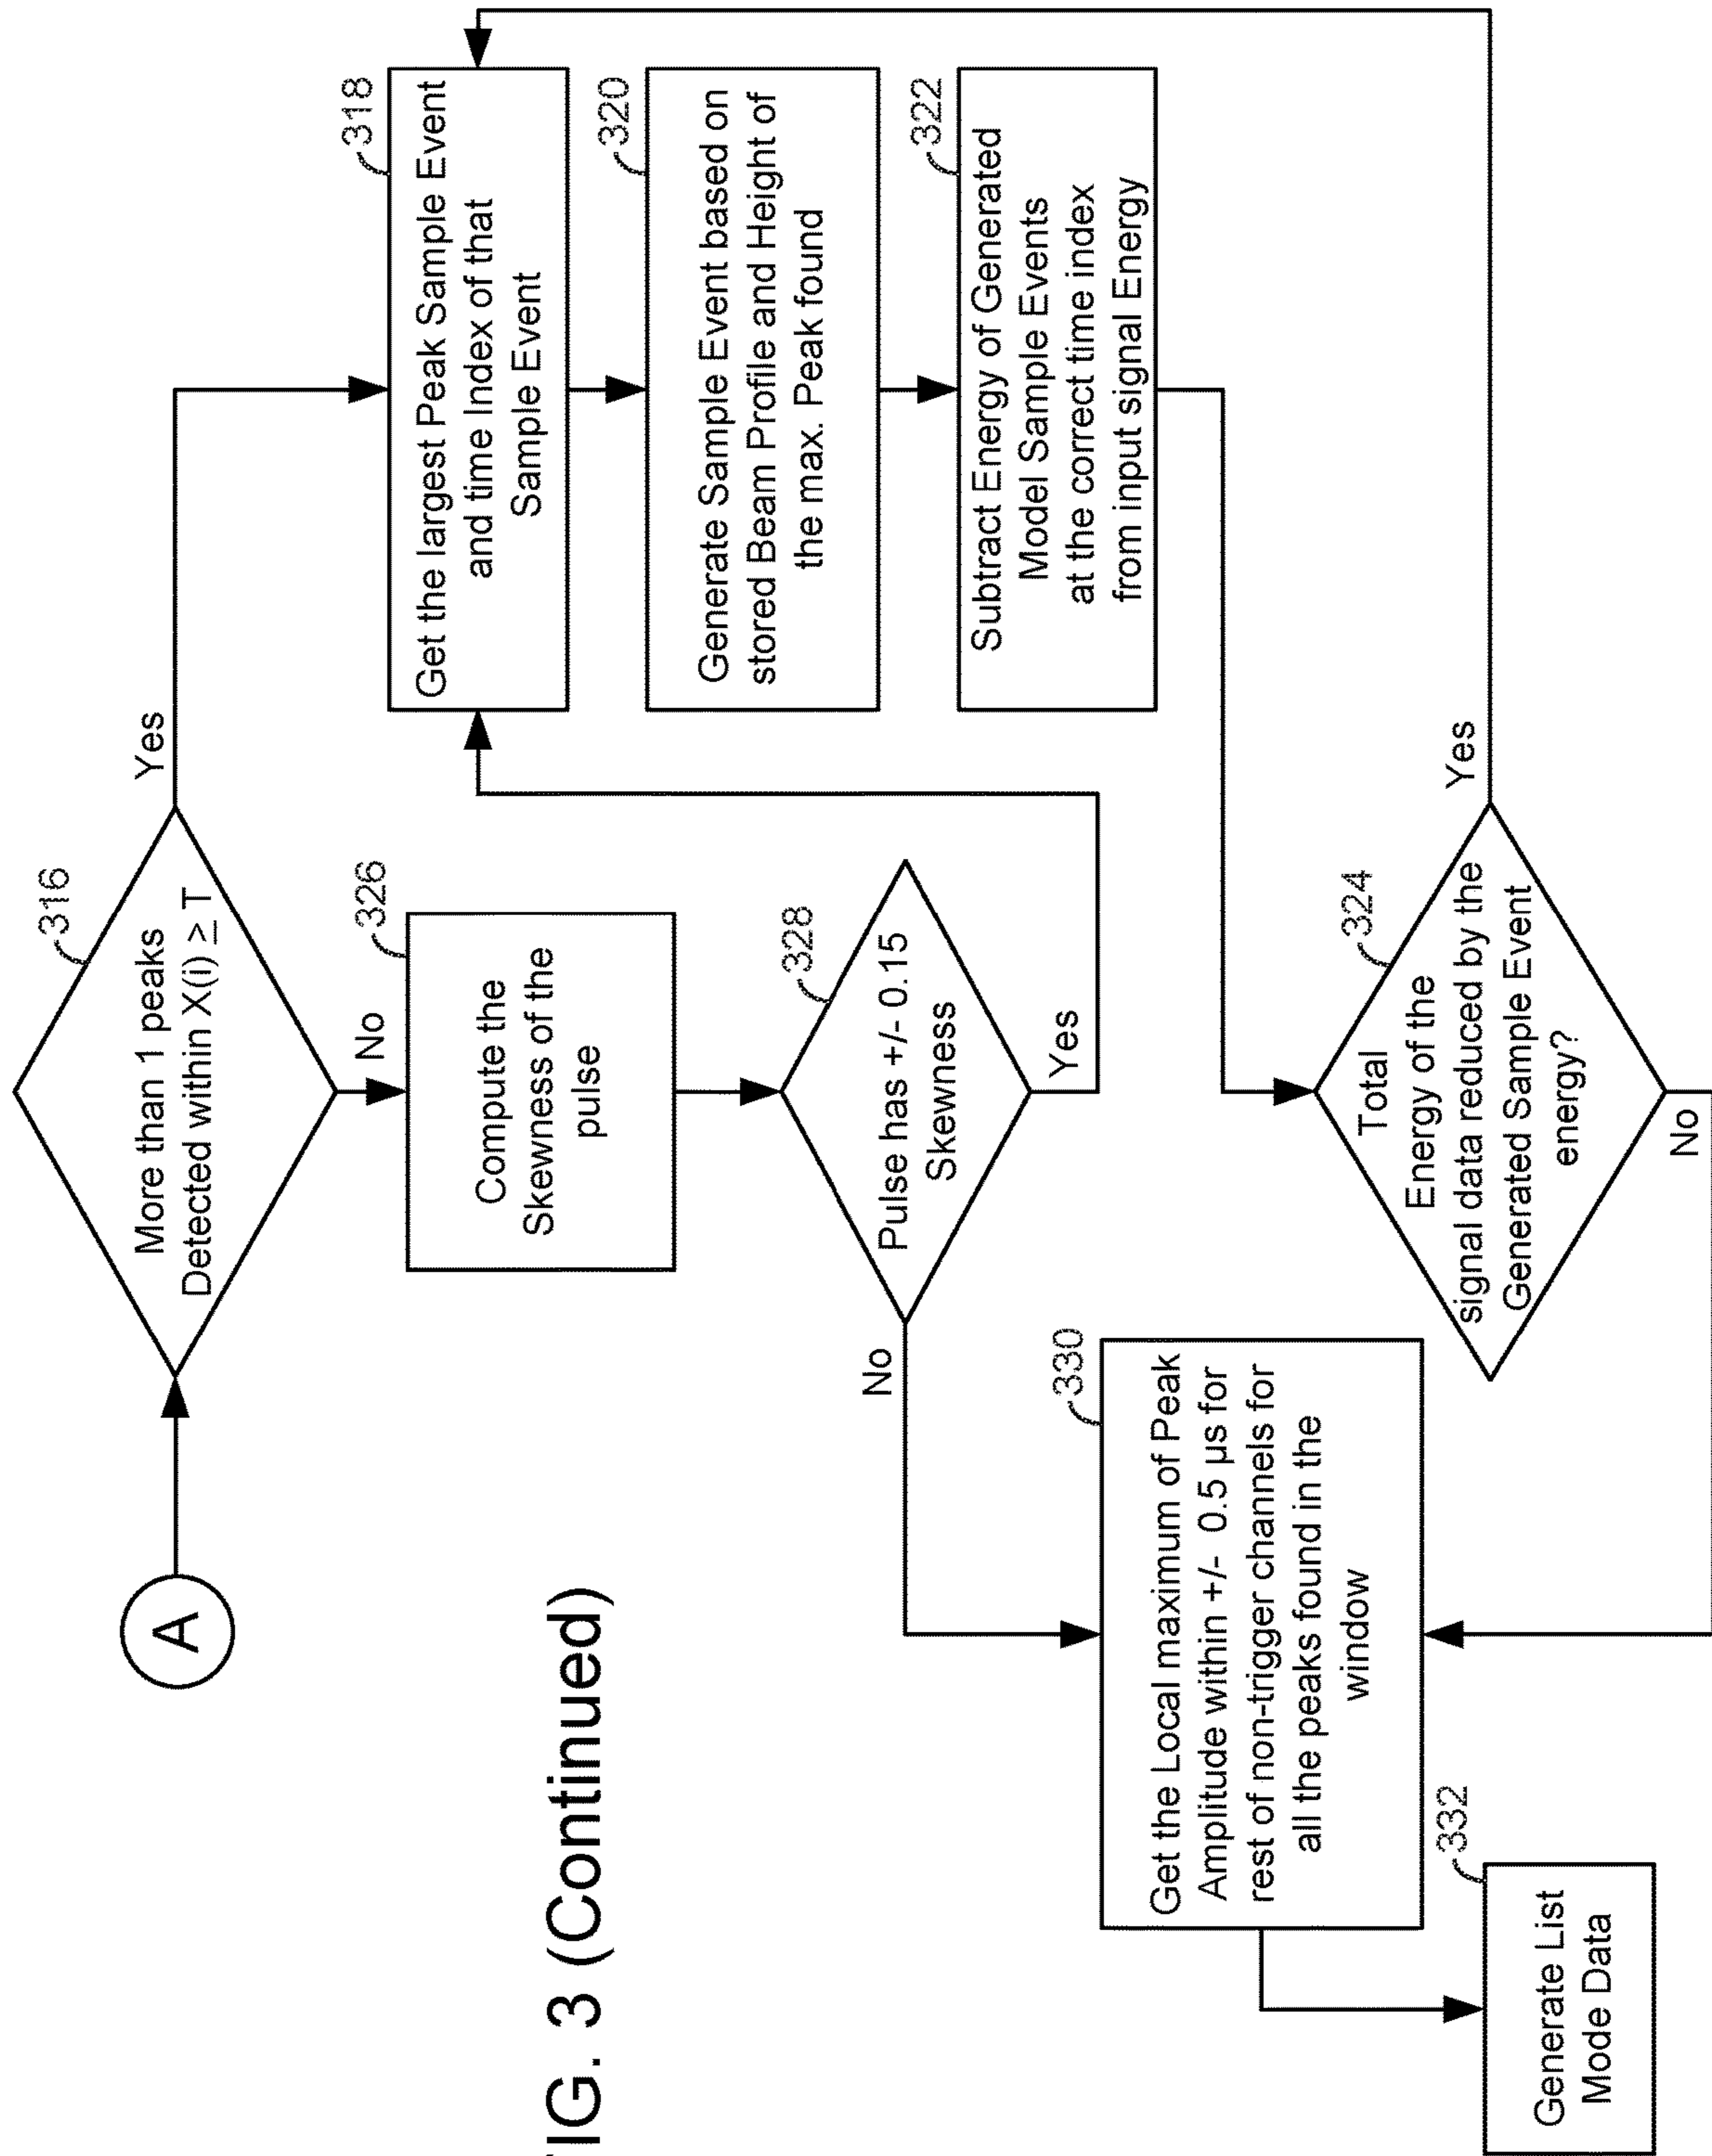 A
316
More than 1 peaks
Detected within X(i) ≥ T
Yes
No
318
Get the largest Peak Sample Event
and time Index of that
Sample Event
320
Generate Sample Event based on
stored Beam Profile and Height of
the max. Peak found
322
Subtract Energy of Generated
Model Sample Events
at the correct time index
from input signal Energy
326
Compute the
Skewness of the
pulse
328
Pulse has +/- 0.15
Skewness
No
Yes
324
Total
Energy of the
signal data reduced by the
Generated Sample Event
energy?
Yes
No
330
Get the Local maximum of Peak
Amplitude within +/- 0.5 µs for
rest of non-trigger channels for
all the peaks found in the
window
332
Generate List
Mode Data
IG. 3 (Continued)